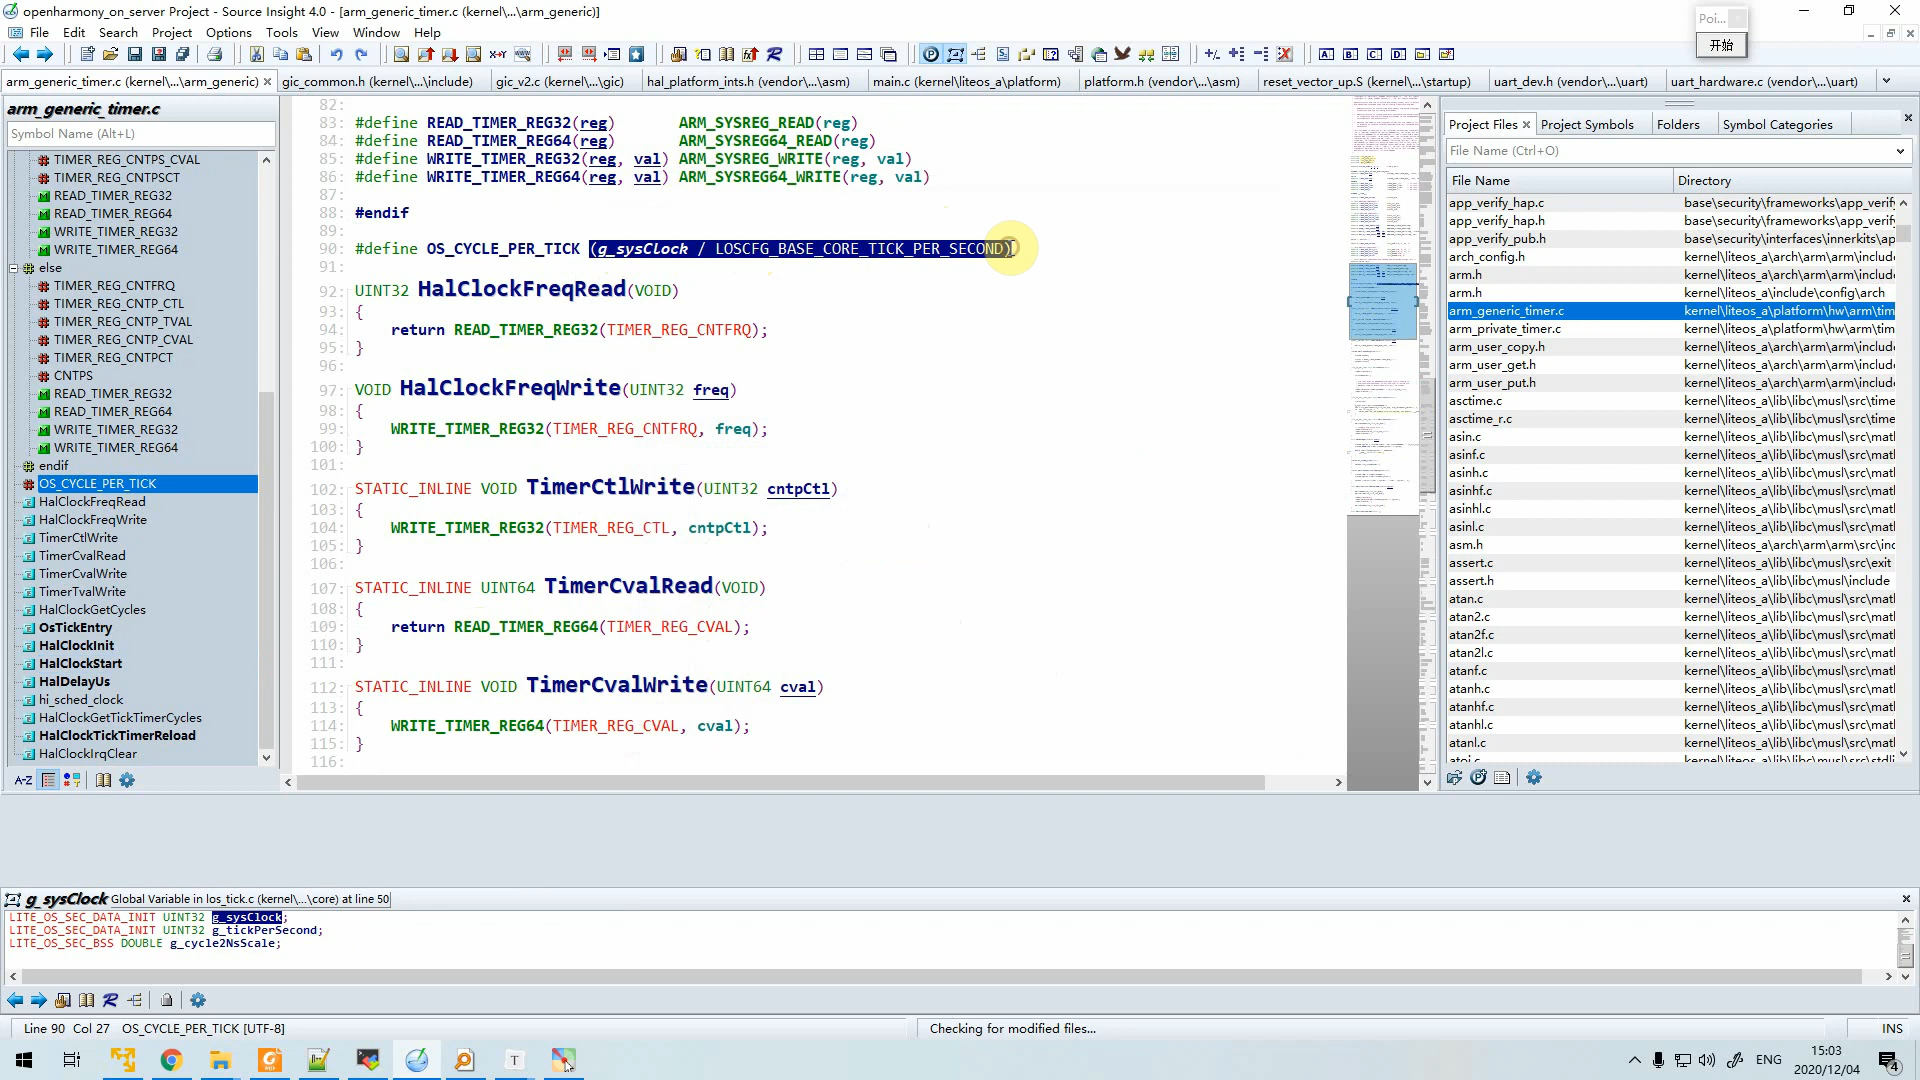 openharmony_on_server Project - Source Insight 4.0 - [arm_generic_timer.c (kernel\...\arm_generic)]
Poi...
开始
File Edit Search Project Options Tools View Window Help
arm_generic_timer.c (kernel\...\arm_generic) gic_common.h (kernel\...\include) gic_v2.c (kernel\...\gic) hal_platform_ints.h (vendor\...\asm) main.c (kernel\liteos_a\platform) platform.h (vendor\...\asm) reset_vector_up.S (kernel\...\startup) uart_dev.h (vendor\...\uart) uart_hardware.c (vendor\...\uart)
arm_generic_timer.c
Symbol Name (Alt+L)
TIMER_REG_CNTPS_CVAL
TIMER_REG_CNTPSCT
READ_TIMER_REG32
READ_TIMER_REG64
WRITE_TIMER_REG32
WRITE_TIMER_REG64
else
TIMER_REG_CNTFRQ
TIMER_REG_CNTP_CTL
TIMER_REG_CNTP_TVAL
TIMER_REG_CNTP_CVAL
TIMER_REG_CNTPCT
CNTPS
READ_TIMER_REG32
READ_TIMER_REG64
WRITE_TIMER_REG32
WRITE_TIMER_REG64
endif
OS_CYCLE_PER_TICK
HalClockFreqRead
HalClockFreqWrite
TimerCtlWrite
TimerCvalRead
TimerCvalWrite
TimerTvalWrite
HalClockGetCycles
OsTickEntry
HalClockInit
HalClockStart
HalDelayUs
hi_sched_clock
HalClockGetTickTimerCycles
HalClockTickTimerReload
HalClockIrqClear
A-Z
82:
83: #define READ_TIMER_REG32(reg) ARM_SYSREG_READ(reg)
84: #define READ_TIMER_REG64(reg) ARM_SYSREG64_READ(reg)
85: #define WRITE_TIMER_REG32(reg, val) ARM_SYSREG_WRITE(reg, val)
86: #define WRITE_TIMER_REG64(reg, val) ARM_SYSREG64_WRITE(reg, val)
87:
88: #endif
89:
90: #define OS_CYCLE_PER_TICK (g_sysClock / LOSCFG_BASE_CORE_TICK_PER_SECOND)
91:
92: UINT32 HalClockFreqRead(VOID)
93: {
94: return READ_TIMER_REG32(TIMER_REG_CNTFRQ);
95: }
96:
97: VOID HalClockFreqWrite(UINT32 freq)
98: {
99: WRITE_TIMER_REG32(TIMER_REG_CNTFRQ, freq);
100: }
101:
102: STATIC_INLINE VOID TimerCtlWrite(UINT32 cntpCtl)
103: {
104: WRITE_TIMER_REG32(TIMER_REG_CTL, cntpCtl);
105: }
106:
107: STATIC_INLINE UINT64 TimerCvalRead(VOID)
108: {
109: return READ_TIMER_REG64(TIMER_REG_CVAL);
110: }
111:
112: STATIC_INLINE VOID TimerCvalWrite(UINT64 cval)
113: {
114: WRITE_TIMER_REG64(TIMER_REG_CVAL, cval);
115: }
116:
Project Files Project Symbols Folders Symbol Categories
File Name (Ctrl+O)
File Name Directory
app_verify_hap.c base\security\frameworks\app_verify
app_verify_hap.h base\security\frameworks\app_verify
app_verify_pub.h base\security\interfaces\innerkits\ap
arch_config.h kernel\liteos_a\arch\arm\arm\include
arm.h kernel\liteos_a\include\config\arch
arm.h kernel\liteos_a\arch\arm\arm\include
arm_generic_timer.c kernel\liteos_a\platform\hw\arm\tim
arm_private_timer.c kernel\liteos_a\platform\hw\arm\tim
arm_user_copy.h kernel\liteos_a\arch\arm\arm\include
arm_user_get.h kernel\liteos_a\arch\arm\arm\include
arm_user_put.h kernel\liteos_a\arch\arm\arm\include
asctime.c kernel\liteos_a\lib\libc\musl\src\time
asctime_r.c kernel\liteos_a\lib\libc\musl\src\time
asin.c kernel\liteos_a\lib\libc\musl\src\mat
asinf.c kernel\liteos_a\lib\libc\musl\src\mat
asinh.c kernel\liteos_a\lib\libc\musl\src\mat
asinhf.c kernel\liteos_a\lib\libc\musl\src\mat
asinhl.c kernel\liteos_a\lib\libc\musl\src\mat
asinl.c kernel\liteos_a\lib\libc\musl\src\mat
asm.h kernel\liteos_a\arch\arm\arm\src\inc
assert.c kernel\liteos_a\lib\libc\musl\src\exit
assert.h kernel\liteos_a\lib\libc\musl\include
atan.c kernel\liteos_a\lib\libc\musl\src\mat
atan2.c kernel\liteos_a\lib\libc\musl\src\mat
atan2f.c kernel\liteos_a\lib\libc\musl\src\mat
atan2l.c kernel\liteos_a\lib\libc\musl\src\mat
atanf.c kernel\liteos_a\lib\libc\musl\src\mat
atanh.c kernel\liteos_a\lib\libc\musl\src\mat
atanhf.c kernel\liteos_a\lib\libc\musl\src\mat
atanhl.c kernel\liteos_a\lib\libc\musl\src\mat
atanl.c kernel\liteos_a\lib\libc\musl\src\mat
g_sysClock Global Variable in los_tick.c (kernel\...\core) at line 50
LITE_OS_SEC_DATA_INIT UINT32 g_sysClock;
LITE_OS_SEC_DATA_INIT UINT32 g_tickPerSecond;
LITE_OS_SEC_BSS DOUBLE g_cycle2NsScale;
Line 90 Col 27 OS_CYCLE_PER_TICK [UTF-8]
Checking for modified files...
INS
ENG
15:03
2020/12/04
4